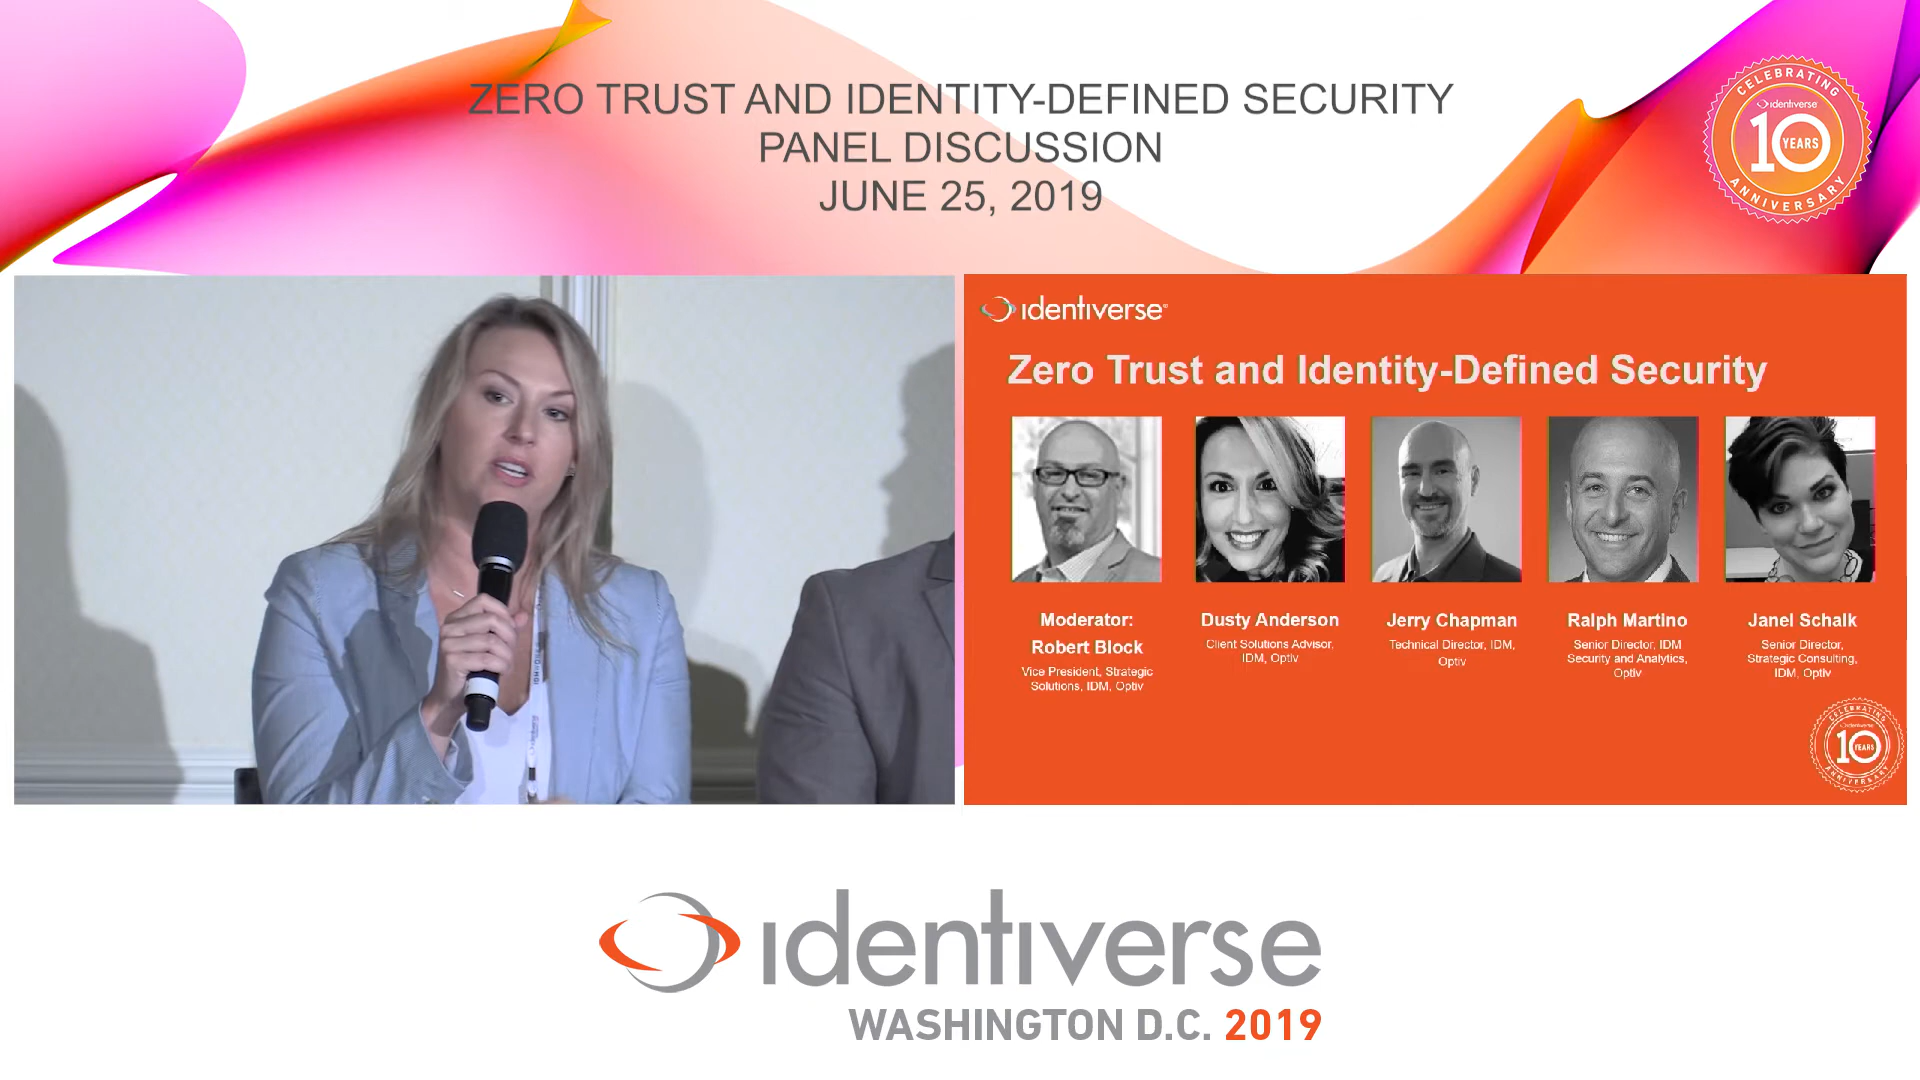 ZERO TRUST AND IDENTITY-DEFINED SECURITY
PANEL DISCUSSION
JUNE 25, 2019
CELEBRATING
identiverse
10 YEARS
ANNIVERSARY
identiverse
Zero Trust and Identity-Defined Security
Moderator:
Robert Block
Vice President, Strategic
Solutions, IDM, Optiv
Dusty Anderson
Client Solutions Advisor,
IDM, Optiv
Jerry Chapman
Technical Director, IDM,
Optiv
Ralph Martino
Senior Director, IDM
Security and Analytics,
Optiv
Janel Schalk
Senior Director,
Strategic Consulting,
IDM, Optiv
CELEBRATING
identiverse
10 YEARS
ANNIVERSARY
identiverse
WASHINGTON D.C. 2019